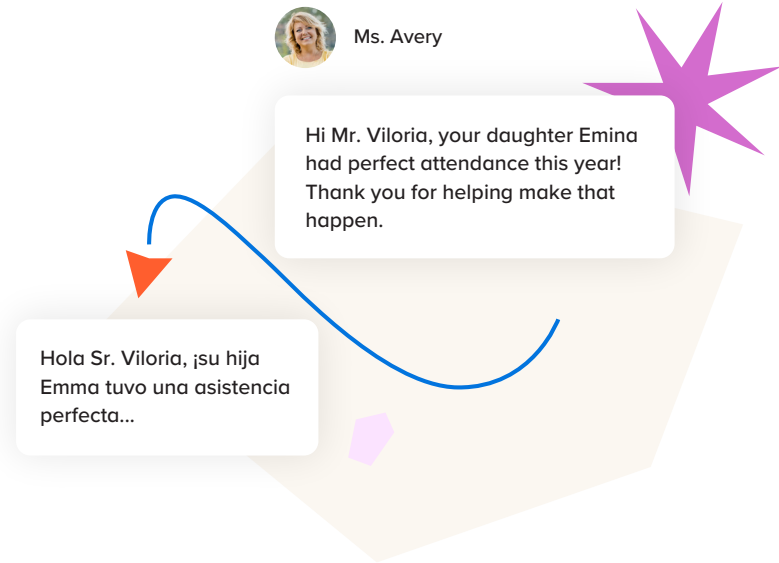 Ms. Avery
Hi Mr. Viloria, your daughter Emina
had perfect attendance this year!
Thank you for helping make that
happen.
Hola Sr. Viloria, ¡su hija
Emma tuvo una asistencia
perfecta...